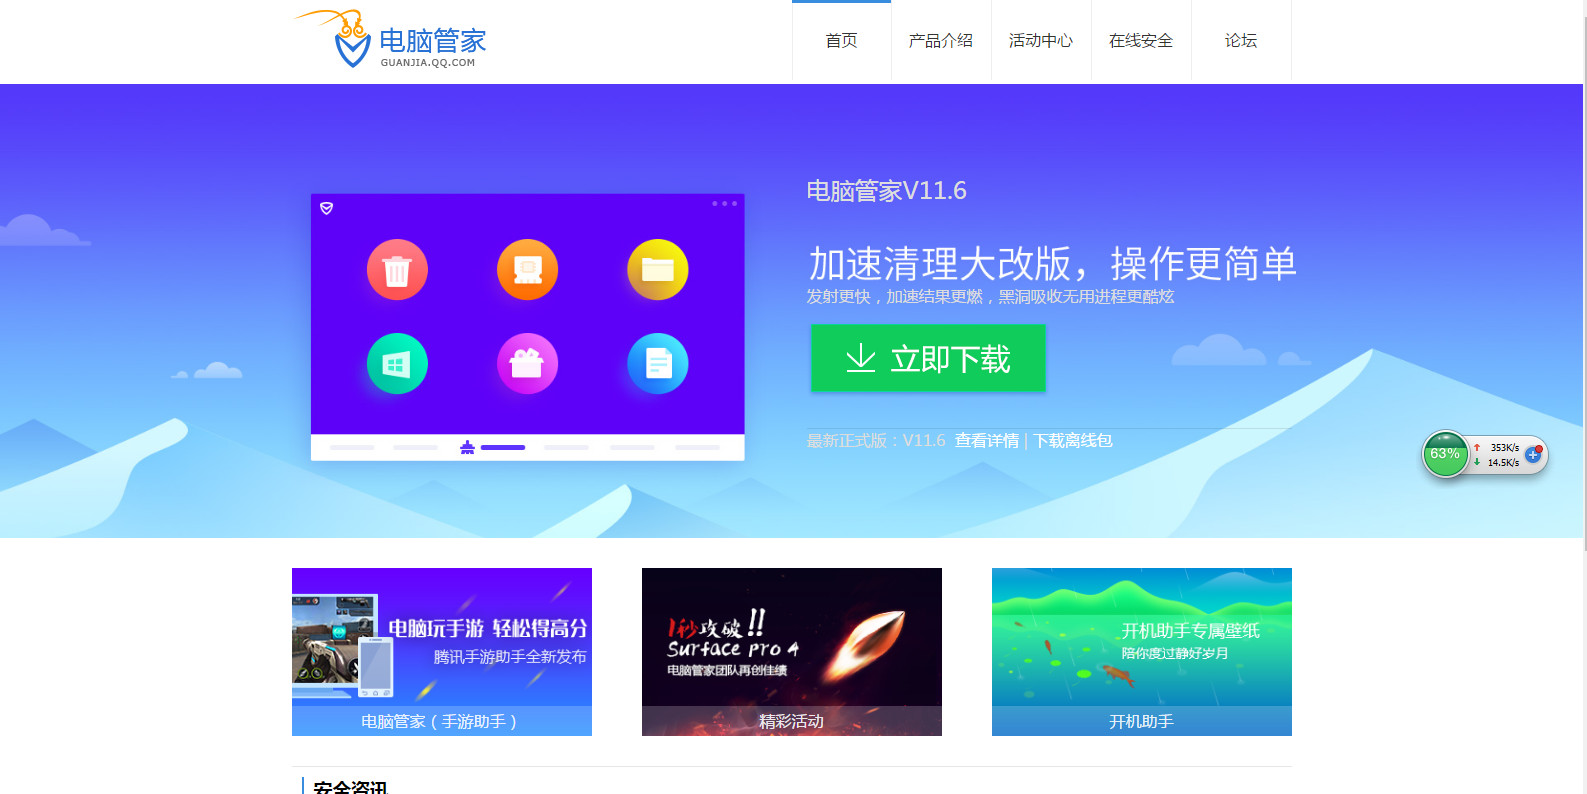 电脑管家
GUANJIA.QQ.COM
首页
产品介绍
活动中心
在线安全
论坛
电脑管家V11.6
加速清理大改版，操作更简单
发射更快，加速结果更燃，黑洞吸收无用进程更酷炫
立即下载
最新正式版：V11.6 查看详情 | 下载离线包
63%
353K/s
14.5K/s
电脑玩手游 轻松得高分
腾讯手游助手全新发布
电脑管家（手游助手）
1秒攻破!!
Surface pro 4
电脑管家团队再创佳绩
精彩活动
开机助手专属壁纸
陪你度过静好岁月
开机助手
安全资讯